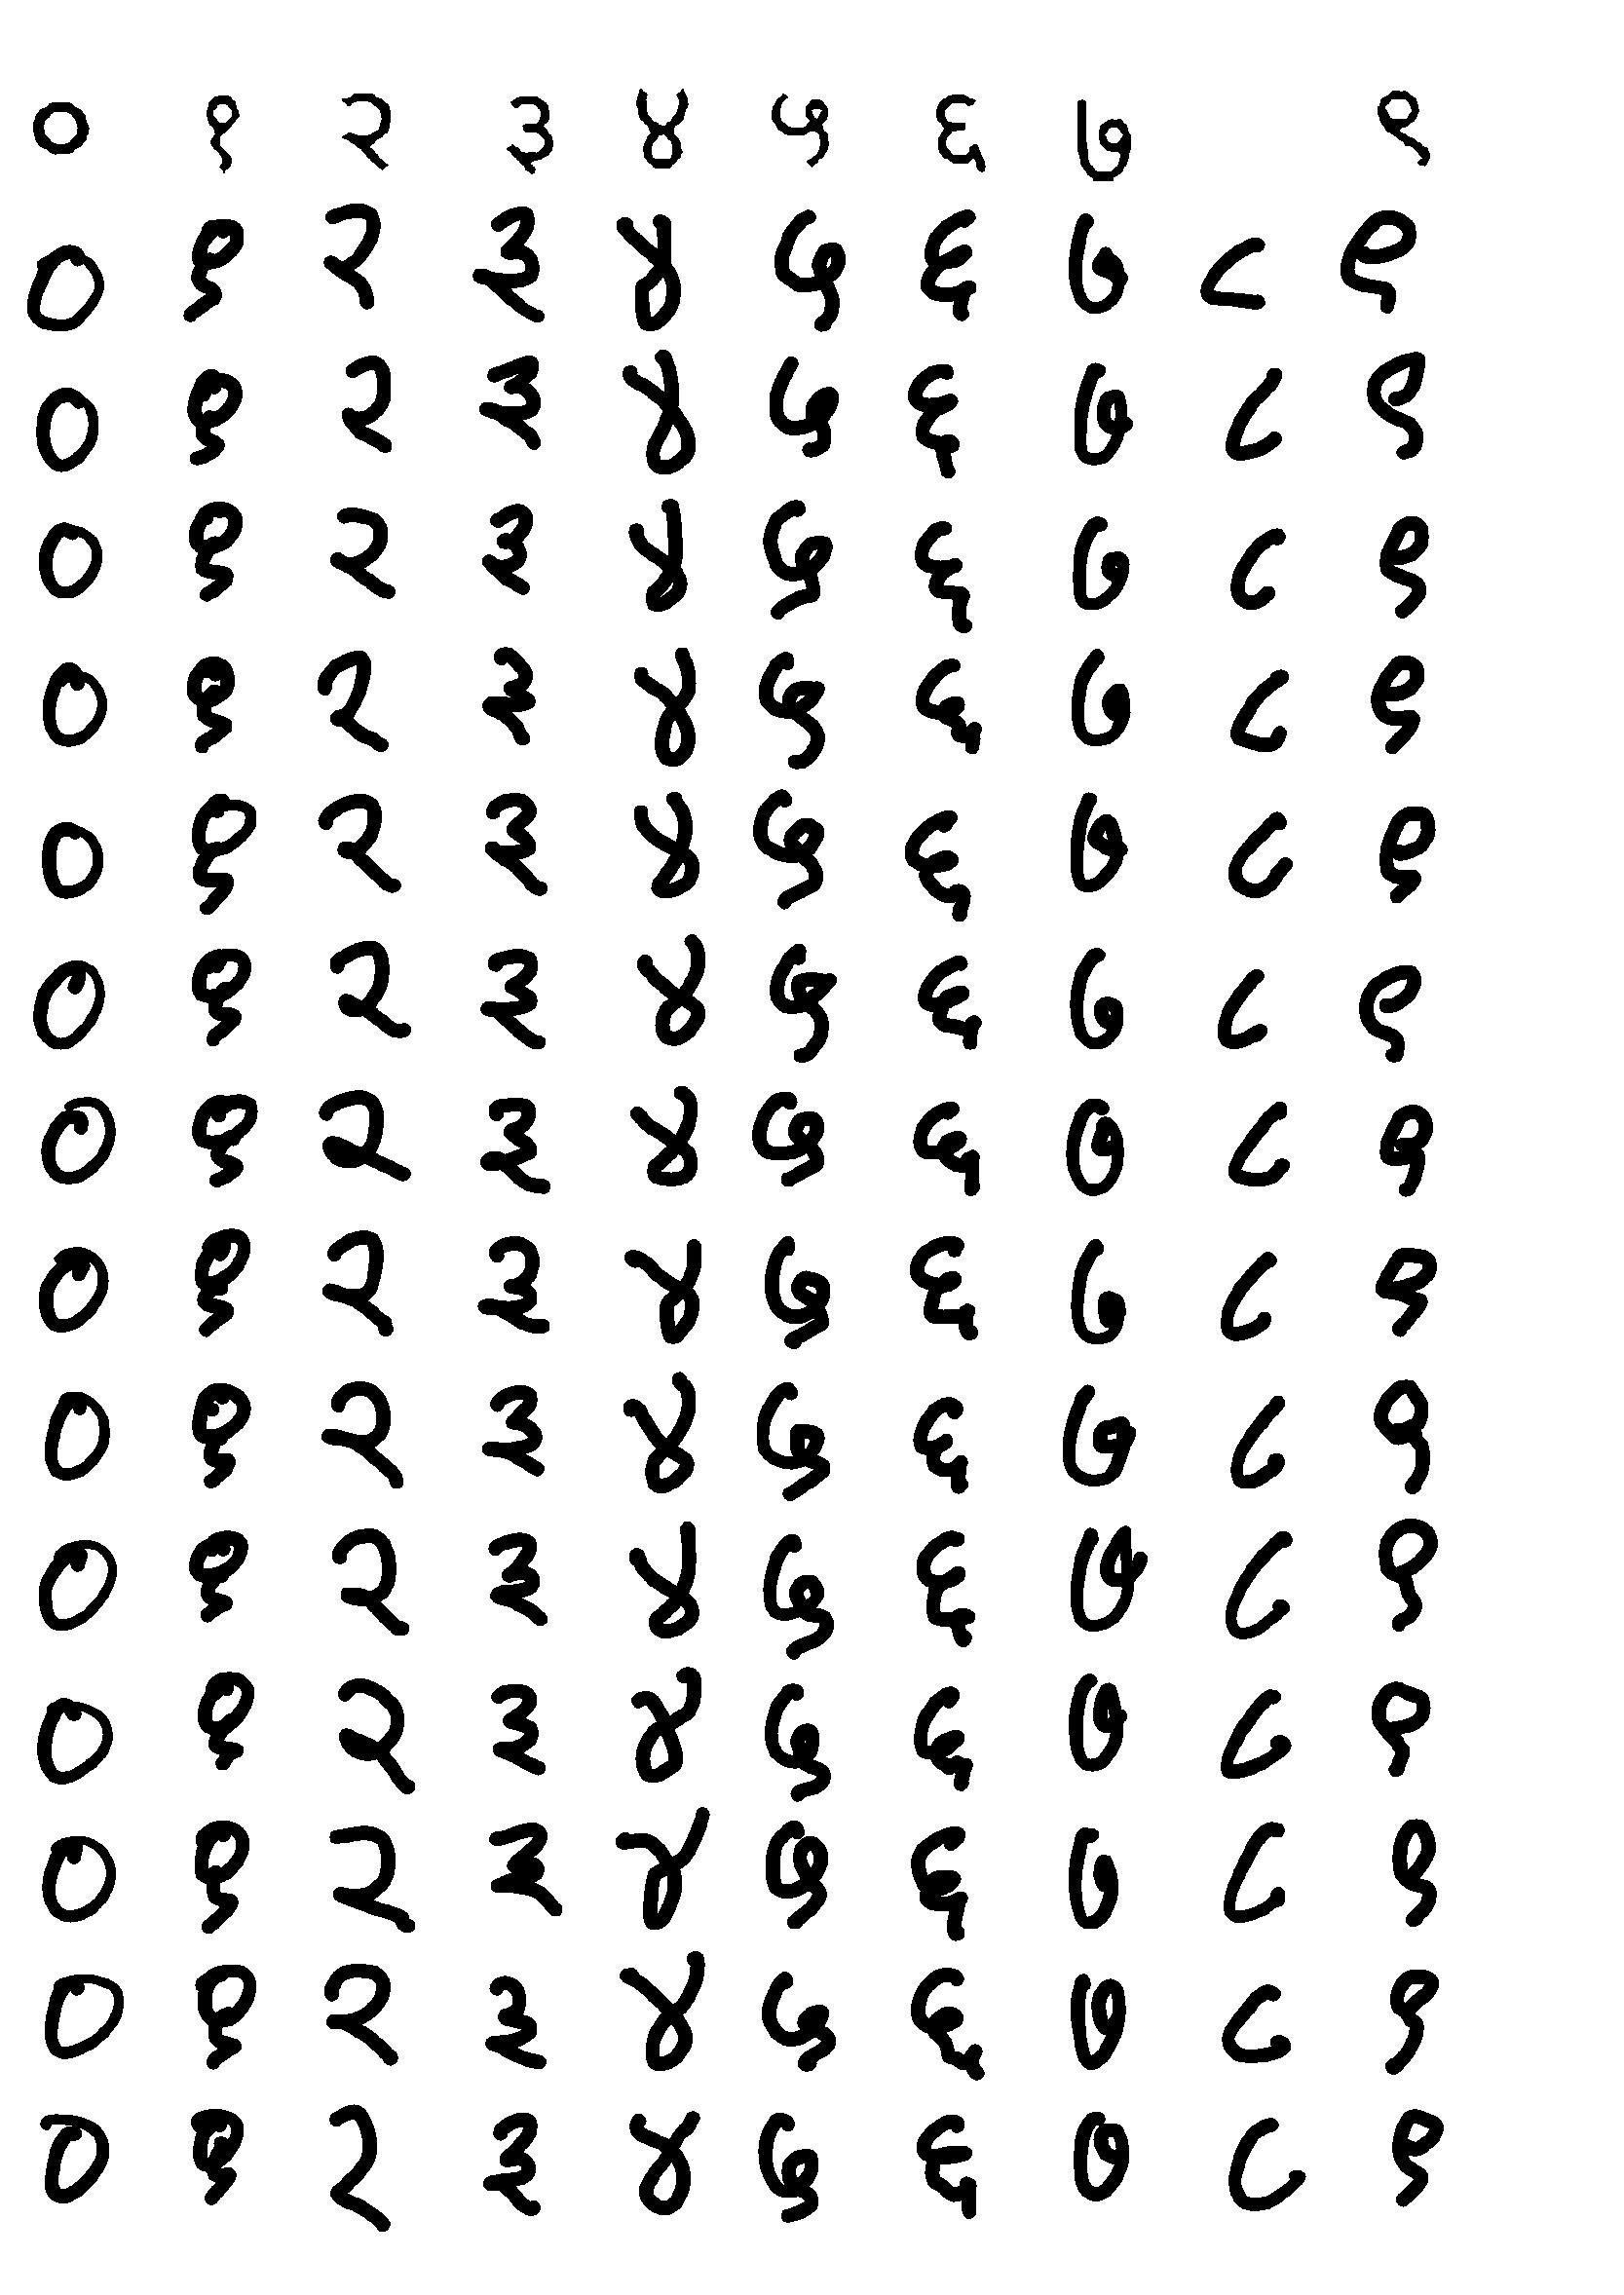 ० १ २ ३ ४ ५ ६ ७ ९
० १ २ ३ ४ ५ ६ ७ ८ ९
० १ २ ३ ४ ५ ६ ७ ८ ९
० १ २ ३ ४ ५ ६ ७ ८ ९
० १ २ ३ ४ ५ ६ ७ ८ ९
० १ २ ३ ४ ५ ६ ७ ८ ९
० १ २ ३ ४ ५ ६ ७ ८ ९
० १ २ ३ ४ ५ ६ ७ ८ ९
० १ २ ३ ४ ५ ६ ७ ८ ९
० १ २ ३ ४ ५ ६ ७ ८ ९
० १ २ ३ ४ ५ ६ ७ ८ ९
० १ २ ३ ४ ५ ६ ७ ८ ९
० १ २ ३ ४ ५ ६ ७ ८ ९
० १ २ ३ ४ ५ ६ ७ ८ ९
० १ २ ३ ४ ५ ६ ७ ८ ९